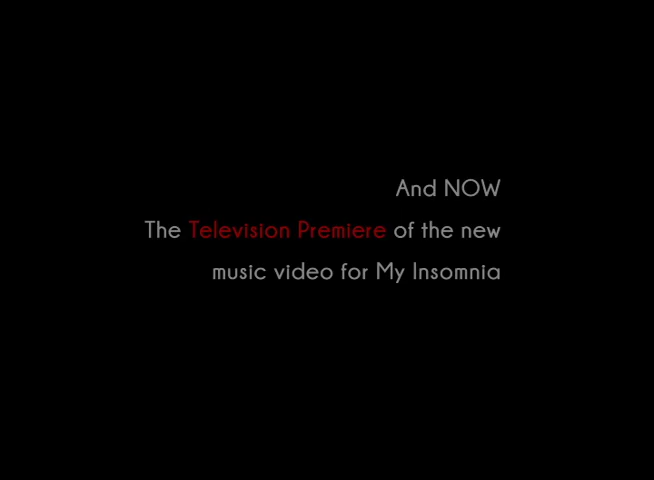 And NOW
The Television Premiere of the new
music video for My Insomnia